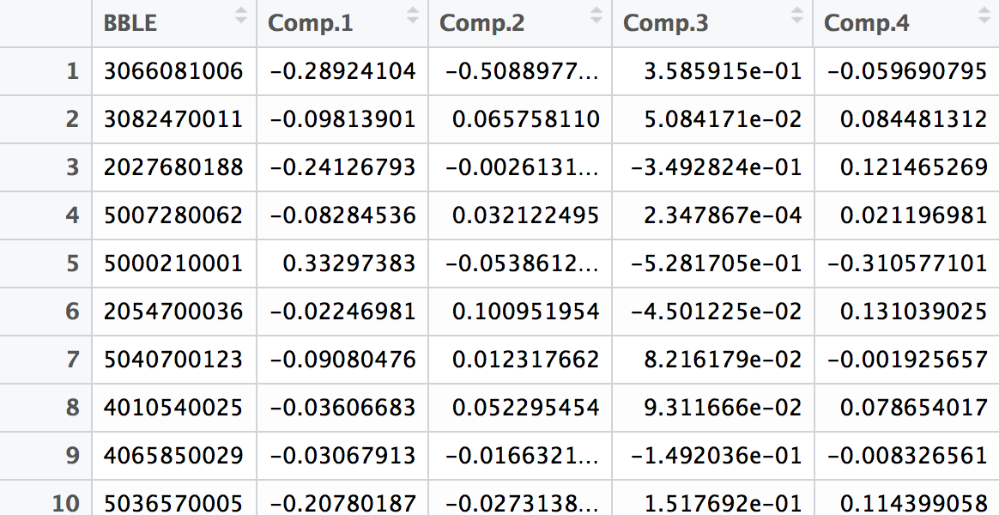 BBLE Comp.1 Comp.2 Comp.3 Comp.4
1 3066081006 -0.28924104 -0.5088977... 3.585915e-01 -0.059690795
2 3082470011 -0.09813901 0.065758110 5.084171e-02 0.084481312
3 2027680188 -0.24126793 -0.0026131... -3.492824e-01 0.121465269
4 5007280062 -0.08284536 0.032122495 2.347867e-04 0.021196981
5 5000210001 0.33297383 -0.0538612... -5.281705e-01 -0.310577101
6 2054700036 -0.02246981 0.100951954 -4.501225e-02 0.131039025
7 5040700123 -0.09080476 0.012317662 8.216179e-02 -0.001925657
8 4010540025 -0.03606683 0.052295454 9.311666e-02 0.078654017
9 4065850029 -0.03067913 -0.0166321... -1.492036e-01 -0.008326561
10 5036570005 -0.20780187 -0.0273138... 1.517692e-01 0.114399058